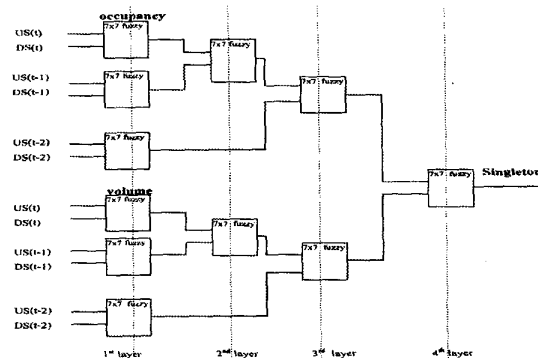 occupancy
US(t)
DS(t)
7x7 fuzzy
7x7 fuzzy
US(t-1)
DS(t-1)
7x7 fuzzy
7x7 fuzzy
US(t-2)
DS(t-2)
7x7 fuzzy
7x7 fuzzy
Singleton
volume
US(t)
DS(t)
7x7 fuzzy
7x7 fuzzy
US(t-1)
DS(t-1)
7x7 fuzzy
7x7 fuzzy
US(t-2)
DS(t-2)
7x7 fuzzy
1st layer
2nd layer
3rd layer
4th layer